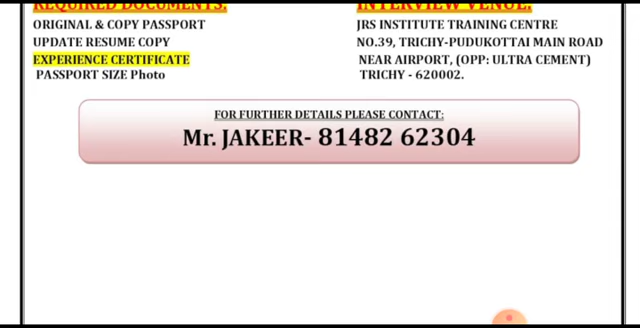 REQUIRED DOCUMENTS:
ORIGINAL & COPY PASSPORT
UPDATE RESUME COPY
EXPERIENCE CERTIFICATE
PASSPORT SIZE Photo
INTERVIEW VENUE:
JRS INSTITUTE TRAINING CENTRE
NO.39, TRICHY-PUDUKOTTAI MAIN ROAD
NEAR AIRPORT, (OPP: ULTRA CEMENT)
TRICHY - 620002.
FOR FURTHER DETAILS PLEASE CONTACT:
Mr. JAKEER- 81482 62304